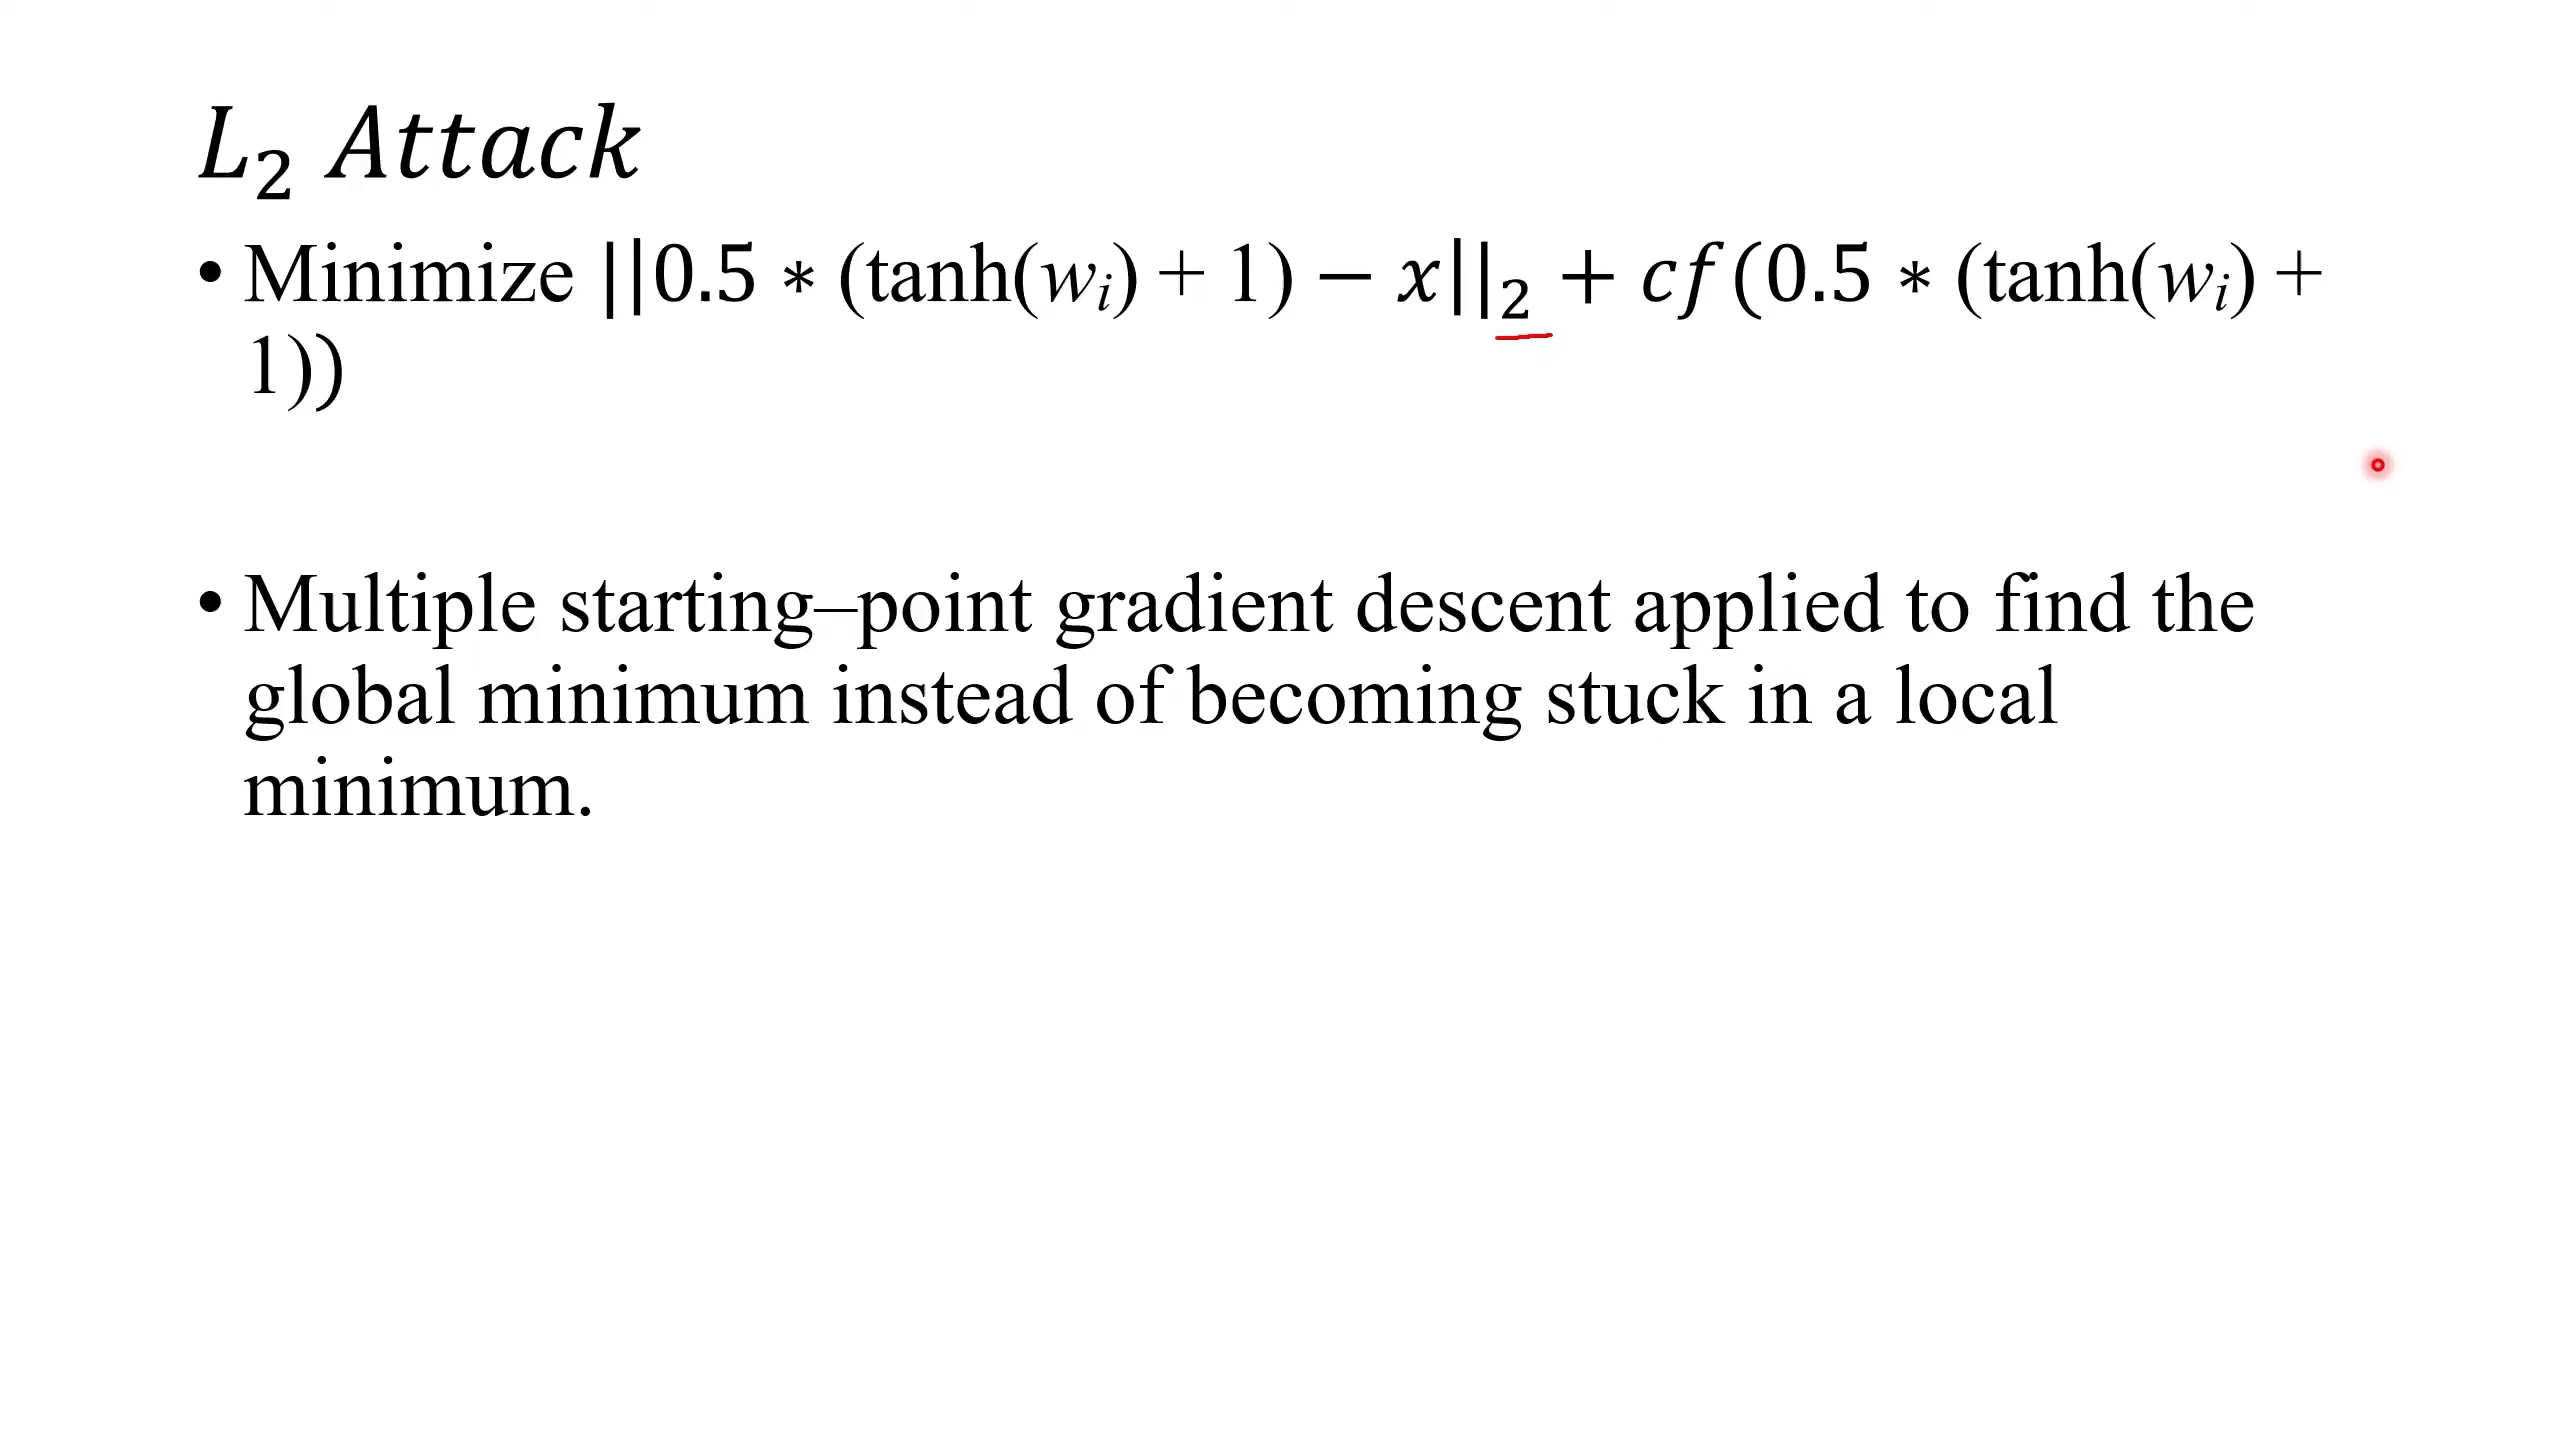 L₂ Attack
• Minimize ||0.5 ∗ (tanh(wᵢ) + 1) − x||₂ + cf(0.5 ∗ (tanh(wᵢ) +
1))
• Multiple starting–point gradient descent applied to find the
global minimum instead of becoming stuck in a local
minimum.